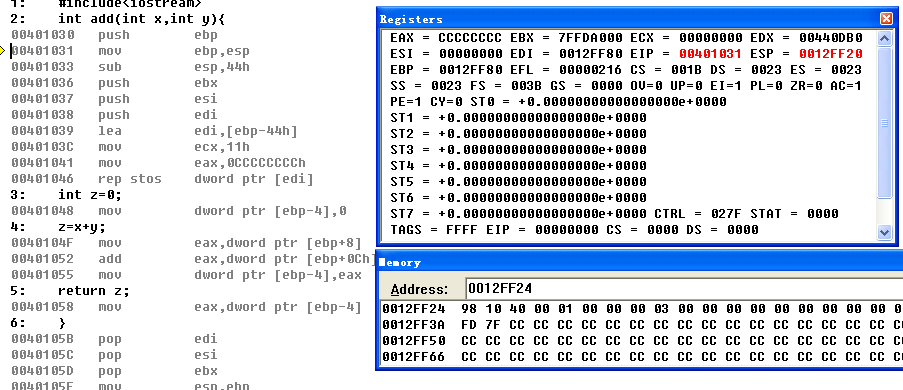 1: #include<iostream>
2: int add(int x,int y){
00401030 push ebp
00401031 mov ebp,esp
00401033 sub esp,44h
00401036 push ebx
00401037 push esi
00401038 push edi
00401039 lea edi,[ebp-44h]
0040103C mov ecx,11h
00401041 mov eax,0CCCCCCCCh
00401046 rep stos dword ptr [edi]
3: int z=0;
00401048 mov dword ptr [ebp-4],0
4: z=x+y;
0040104F mov eax,dword ptr [ebp+8]
00401052 add eax,dword ptr [ebp+0Ch]
00401055 mov dword ptr [ebp-4],eax
5: return z;
00401058 mov eax,dword ptr [ebp-4]
6: }
0040105B pop edi
0040105C pop esi
0040105D pop ebx
0040105E mov esp,ebp
Registers
EAX = CCCCCCCC EBX = 7FFDA000 ECX = 00000000 EDX = 00440DB0
ESI = 00000000 EDI = 0012FF80 EIP = 00401031 ESP = 0012FF20
EBP = 0012FF80 EFL = 00000216 CS = 001B DS = 0023 ES = 0023
SS = 0023 FS = 003B GS = 0000 OV=0 UP=0 EI=1 PL=0 ZR=0 AC=1
PE=1 CY=0 ST0 = +0.00000000000000000e+0000
ST1 = +0.00000000000000000e+0000
ST2 = +0.00000000000000000e+0000
ST3 = +0.00000000000000000e+0000
ST4 = +0.00000000000000000e+0000
ST5 = +0.00000000000000000e+0000
ST6 = +0.00000000000000000e+0000
ST7 = +0.00000000000000000e+0000 CTRL = 027F STAT = 0000
TAGS = FFFF EIP = 00000000 CS = 0000 DS = 0000
Memory
Address: 0012FF24
0012FF24 98 10 40 00 01 00 00 00 03 00 00 00 00 00 00 00 00 0
0012FF3A FD 7F CC CC CC CC CC CC CC CC CC CC CC CC CC CC CC
0012FF50 CC CC CC CC CC CC CC CC CC CC CC CC CC CC CC CC CC
0012FF66 CC CC CC CC CC CC CC CC CC CC CC CC CC CC CC CC CC